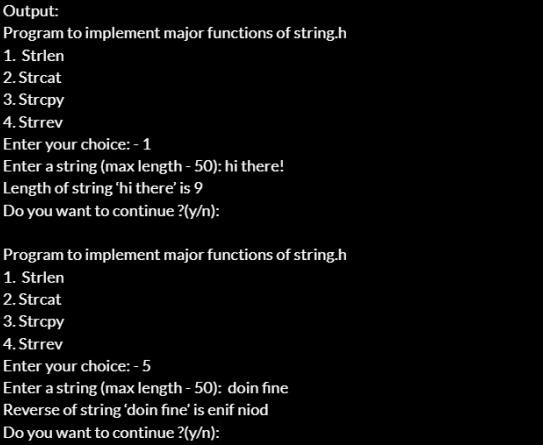 Output:
Program to implement major functions of string.h
1. Strlen
2. Strcat
3. Strcpy
4. Strrev
Enter your choice: - 1
Enter a string (max length - 50): hi there!
Length of string ‘hi there’ is 9
Do you want to continue ?(y/n):
Program to implement major functions of string.h
1. Strlen
2. Strcat
3. Strcpy
4. Strrev
Enter your choice: - 5
Enter a string (max length - 50): doin fine
Reverse of string ‘doin fine’ is enif niod
Do you want to continue ?(y/n):